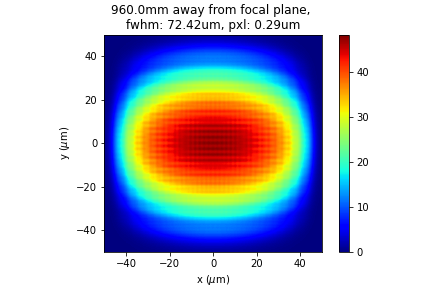 960.0mm away from focal plane,
fwhm: 72.42um, pxl: 0.29um
40
20
0
−20
−40
y (μm)
−40 −20 0 20 40
x (μm)
40
30
20
10
0